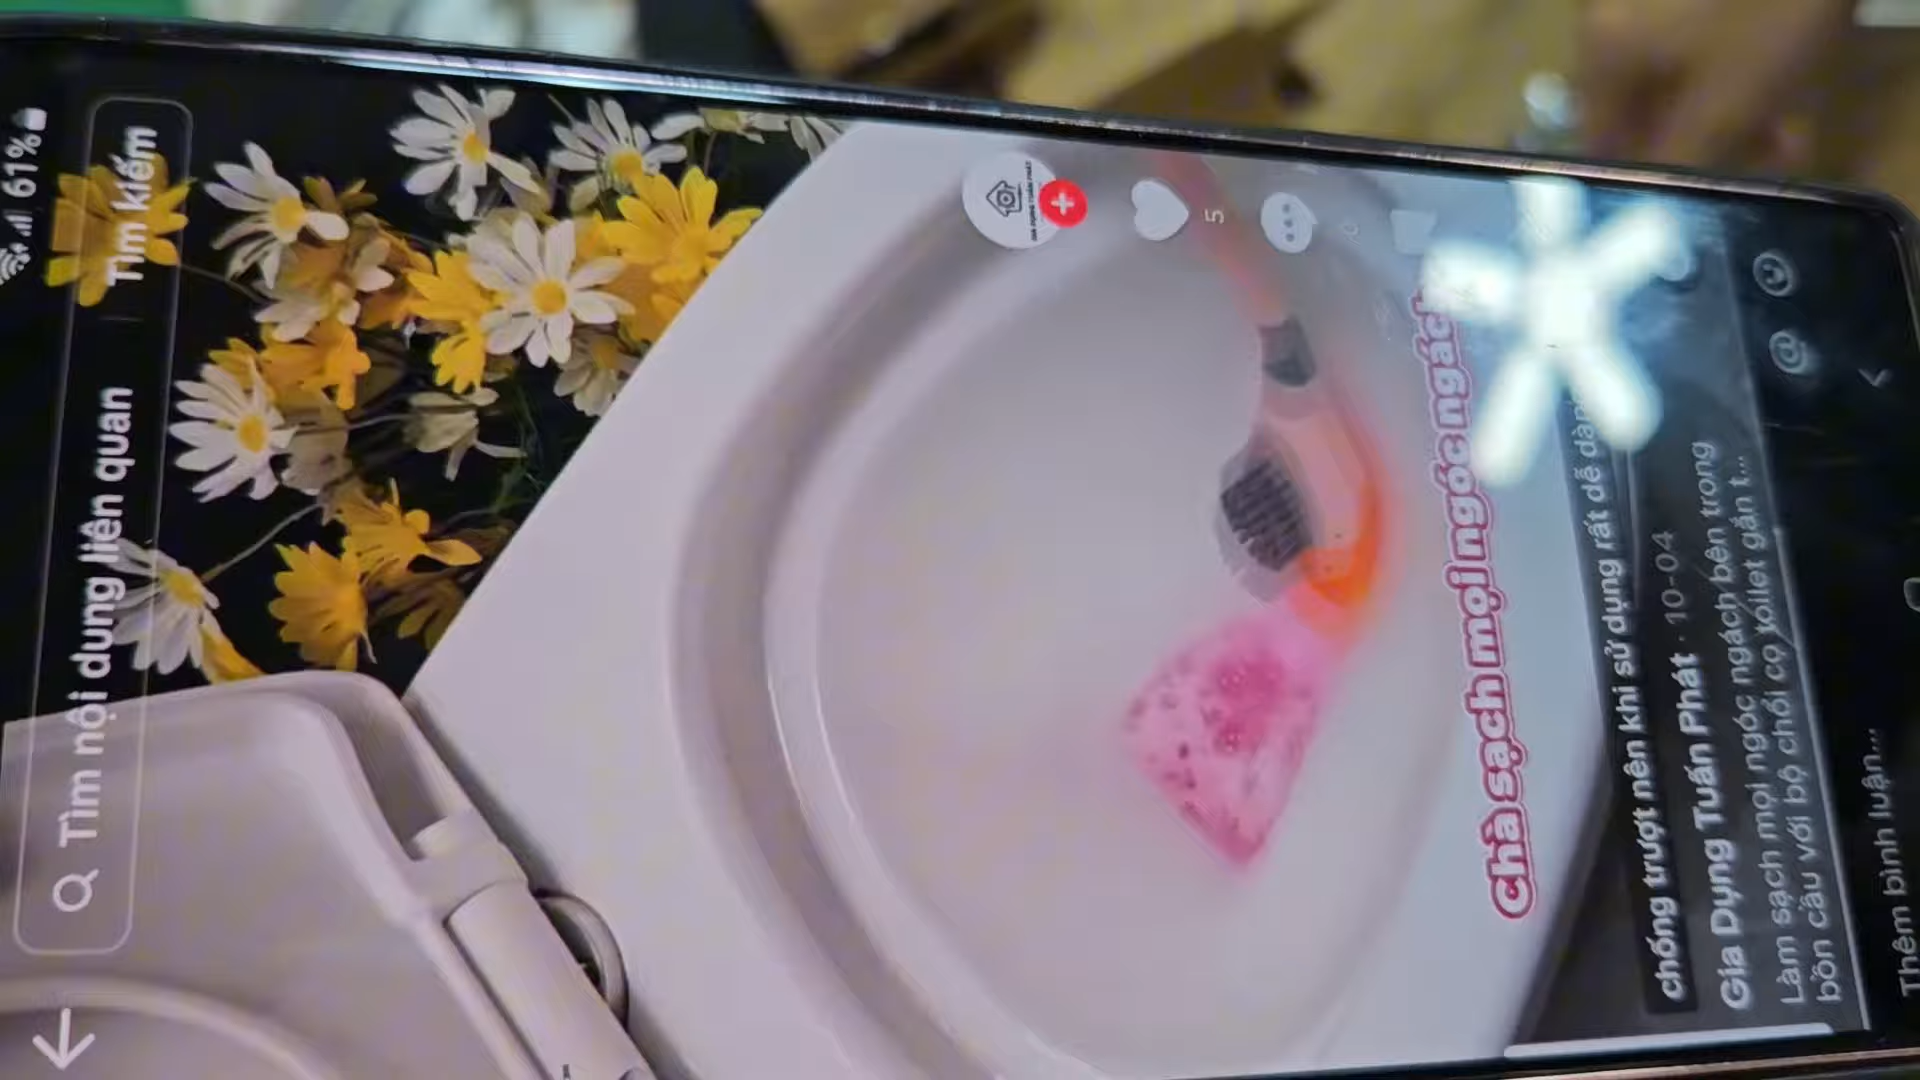 61%
Tìm nội dung liên quan
Tìm kiếm
5
Chà sạch mọi ngóc ngách
chống trượt nên khi sử dụng rất dễ dàng
Gia Dụng Tuấn Phát · 10-04
Làm sạch mọi ngóc ngách bên trong
bồn cầu với bộ chổi cọ toilet gắn t...
Thêm bình luận...
@